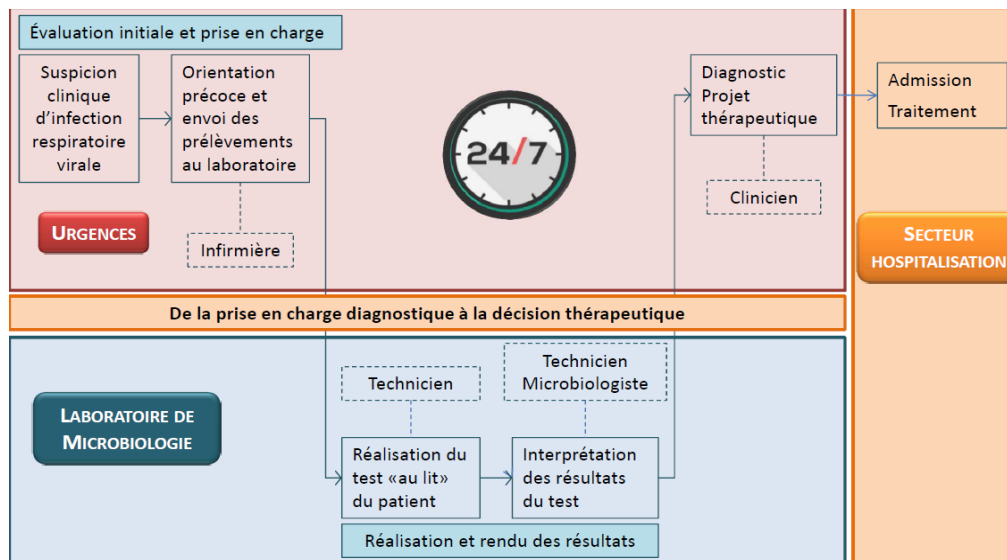 Évaluation initiale et prise en charge
Suspicion
clinique
d’infection
respiratoire
virale
Orientation
précoce et
envoi des
prélèvements
au laboratoire
Infirmière
URGENCES
24/7
Diagnostic
Projet
thérapeutique
Clinicien
Admission
Traitement
SECTEUR
HOSPITALISATION
De la prise en charge diagnostique à la décision thérapeutique
LABORATOIRE DE
MICROBIOLOGIE
Technicien
Technicien
Microbiologiste
Réalisation du
test «au lit»
du patient
Interprétation
des résultats
du test
Réalisation et rendu des résultats